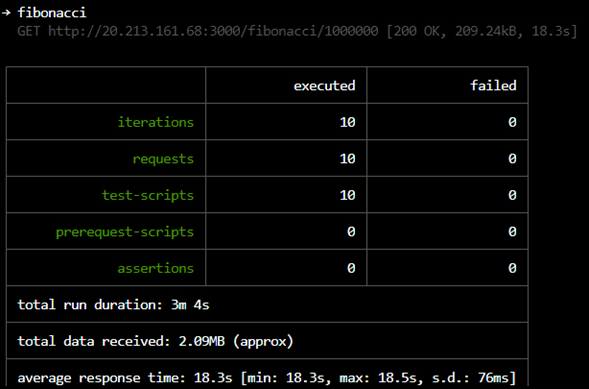 → fibonacci
GET http://20.213.161.68:3000/fibonacci/1000000 [200 OK, 209.24kB, 18.3s]
executed failed
iterations 10 0
requests 10 0
test-scripts 10 0
prerequest-scripts 0 0
assertions 0 0
total run duration: 3m 4s
total data received: 2.09MB (approx)
average response time: 18.3s [min: 18.3s, max: 18.5s, s.d.: 76ms]